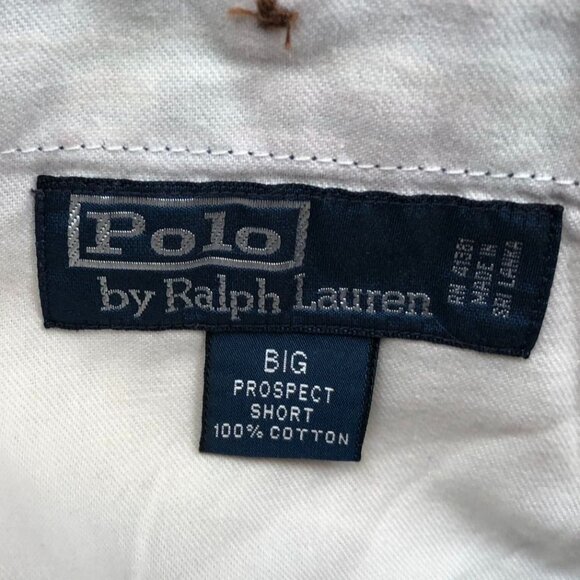 Polo
by Ralph Lauren
RN 41381
MADE IN
SRI LANKA
BIG
PROSPECT
SHORT
100% COTTON